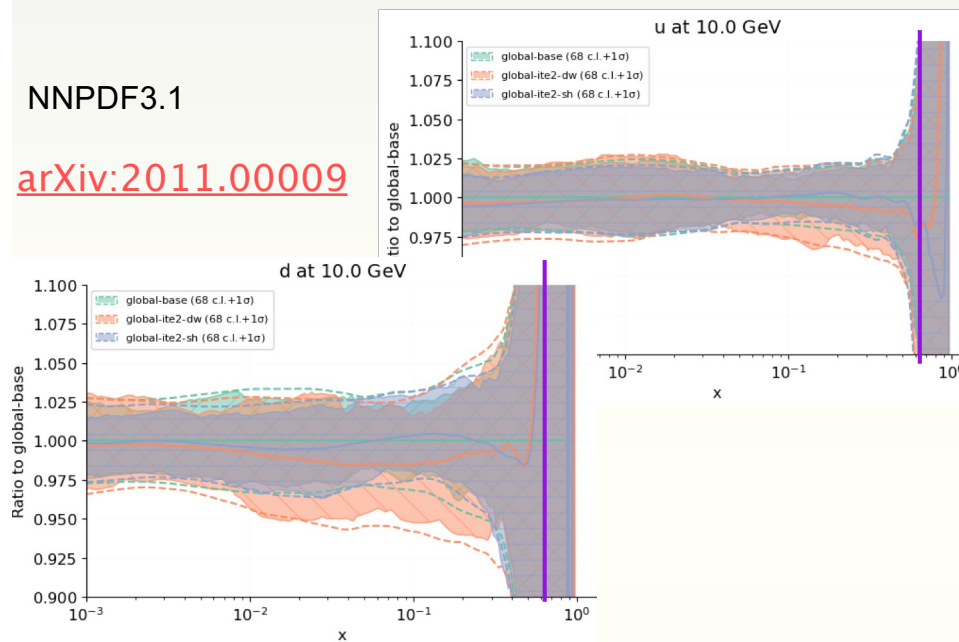 NNPDF3.1
arXiv:2011.00009
u at 10.0 GeV
1.100
1.075
1.050
1.025
1.000
0.975
tio to global-base
global-base (68 c.l.+1σ)
global-ite2-dw (68 c.l.+1σ)
global-ite2-sh (68 c.l.+1σ)
10⁻²
10⁻¹
10⁰
x
d at 10.0 GeV
1.100
1.075
1.050
1.025
1.000
0.975
0.950
0.925
0.900
Ratio to global-base
global-base (68 c.l.+1σ)
global-ite2-dw (68 c.l.+1σ)
global-ite2-sh (68 c.l.+1σ)
10⁻³
10⁻²
10⁻¹
10⁰
x